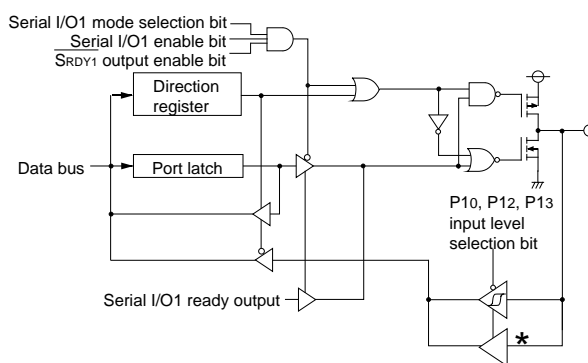 Serial I/O1 mode selection bit
Serial I/O1 enable bit
SRDY1 output enable bit
Direction
register
Data bus
Port latch
P10, P12, P13
input level
selection bit
Serial I/O1 ready output
*